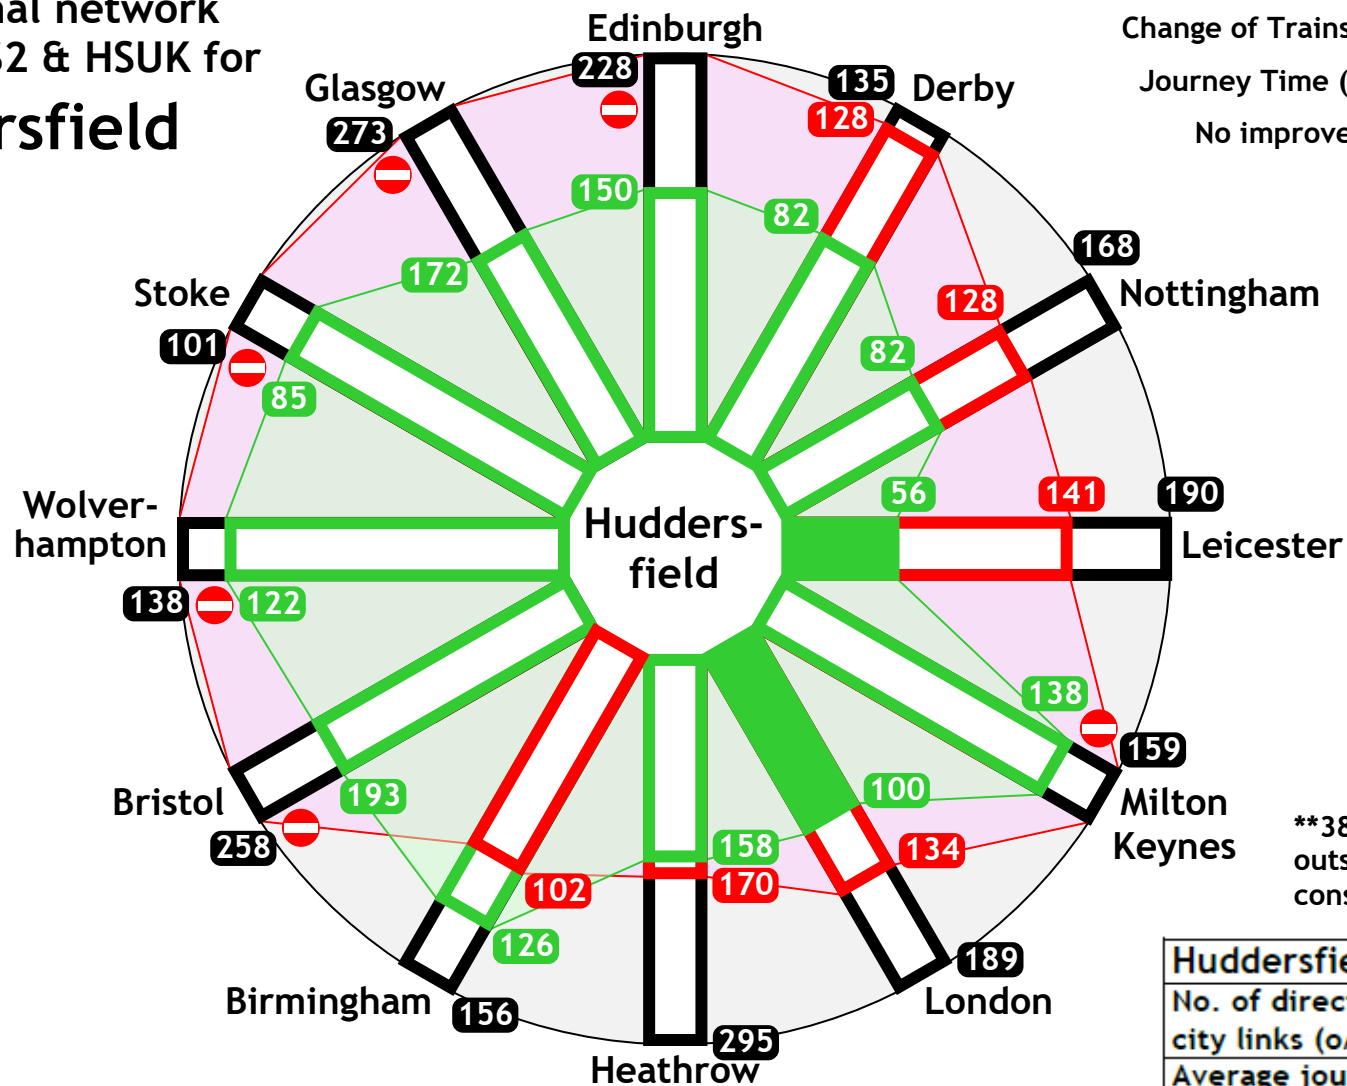 nal network
S2 & HSUK for
rsfield
Change of Trains
Journey Time (
No improve
Edinburgh
228
150
Derby
135
128
82
Nottingham
168
128
82
Leicester
190
141
56
Milton
Keynes
159
138
London
189
134
100
Heathrow
295
170
158
Birmingham
156
126
102
Bristol
258
193
Wolver-
hampton
138
122
Stoke
101
85
Glasgow
273
172
Hudders-
field
**38
outs
cons
Huddersfie
No. of direc
city links (o/
Average jou